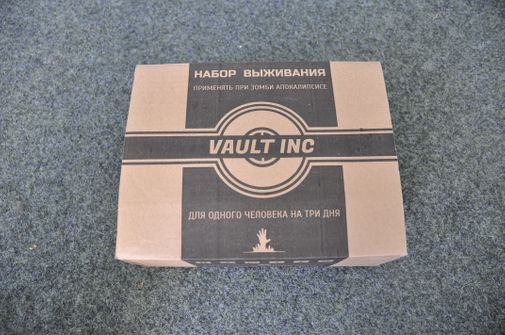 НАБОР ВЫЖИВАНИЯ
ПРИМЕНЯТЬ ПРИ ЗОМБИ АПОКАЛИПСИСЕ
VAULT INC
ДЛЯ ОДНОГО ЧЕЛОВЕКА НА ТРИ ДНЯ